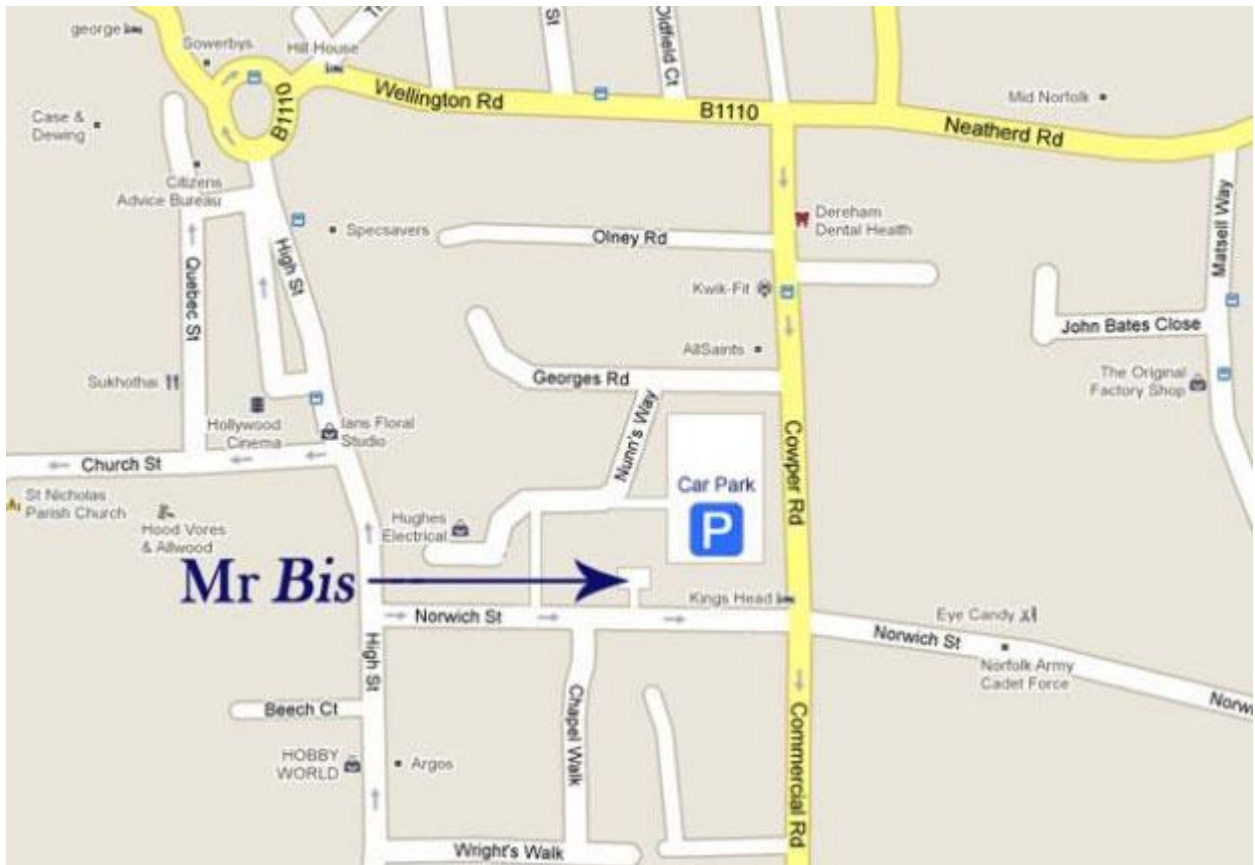 george
Sowerbys
Hill House
St
Oldfield Ct
Wellington Rd
B1110
B1110
Neatherd Rd
Mid Norfolk
Case &
Dewing
Citizens
Advice Bureau
Specsavers
Olney Rd
Dereham
Dental Health
Matsell Way
High St
Quebec St
Kwik-Fit
AllSaints
John Bates Close
Sukhothai
Georges Rd
The Original
Factory Shop
Hollywood
Cinema
Ians Floral
Studio
Nunn's Way
Cowper Rd
Church St
Car Park
P
St Nicholas
Parish Church
Hood Vores
& Allwood
Hughes
Electrical
Mr Bis
Kings Head
Norwich St
Eye Candy
Norwich St
Norfolk Army
Cadet Force
Norwi
High St
Beech Ct
Chapel Walk
Commercial Rd
HOBBY
WORLD
Argos
Wright's Walk